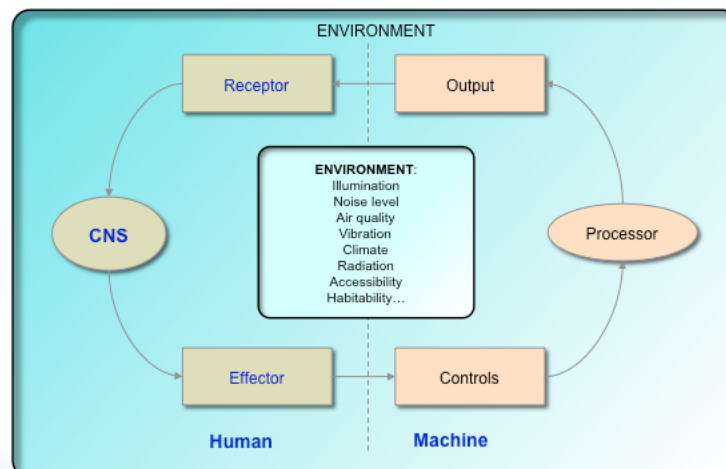 ENVIRONMENT
Receptor
Output
ENVIRONMENT:
Illumination
Noise level
Air quality
Vibration
Climate
Radiation
Accessibility
Habitability…
CNS
Processor
Effector
Controls
Human
Machine